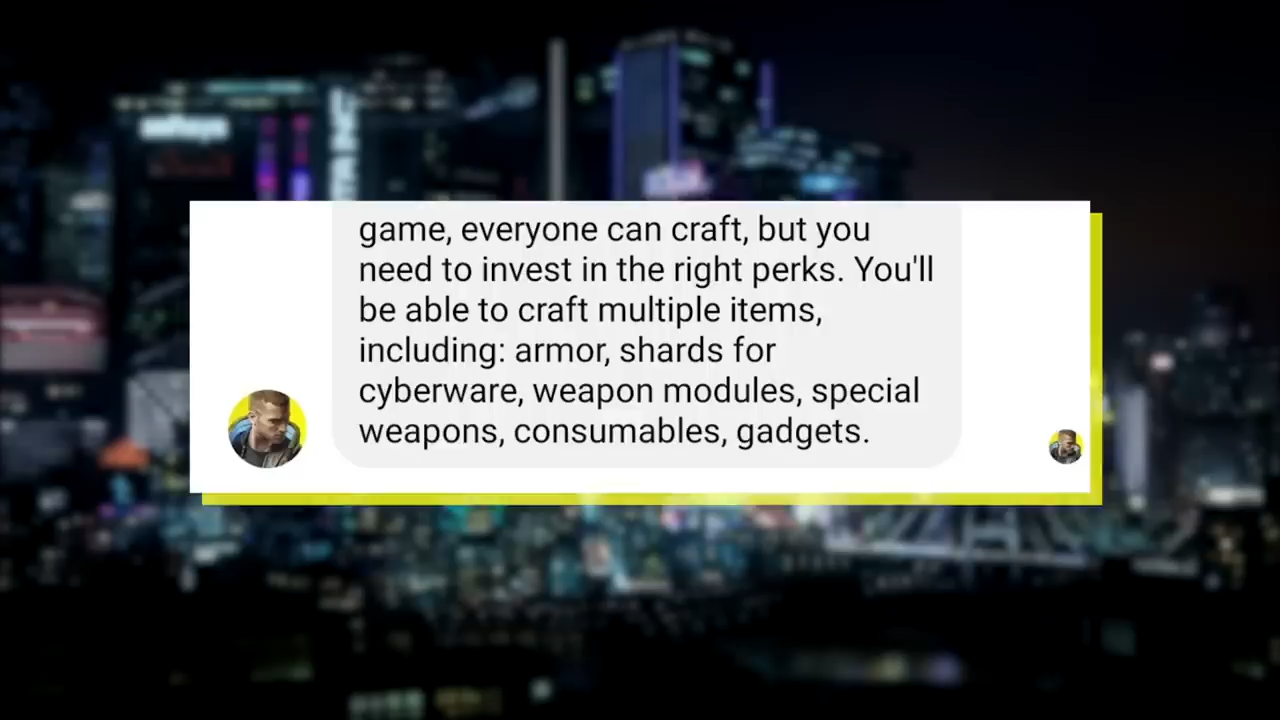 game, everyone can craft, but you
need to invest in the right perks. You'll
be able to craft multiple items,
including: armor, shards for
cyberware, weapon modules, special
weapons, consumables, gadgets.